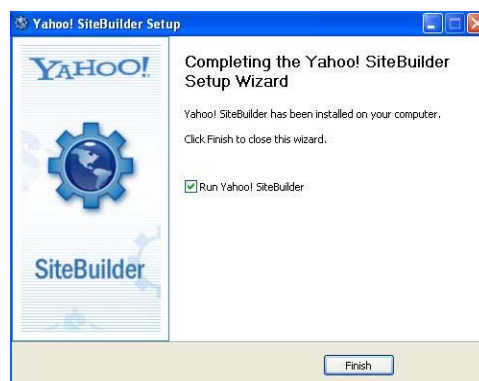 Yahoo! SiteBuilder Setup
YAHOO!
SiteBuilder
Completing the Yahoo! SiteBuilder
Setup Wizard
Yahoo! SiteBuilder has been installed on your computer.
Click Finish to close this wizard.
Run Yahoo! SiteBuilder
Finish